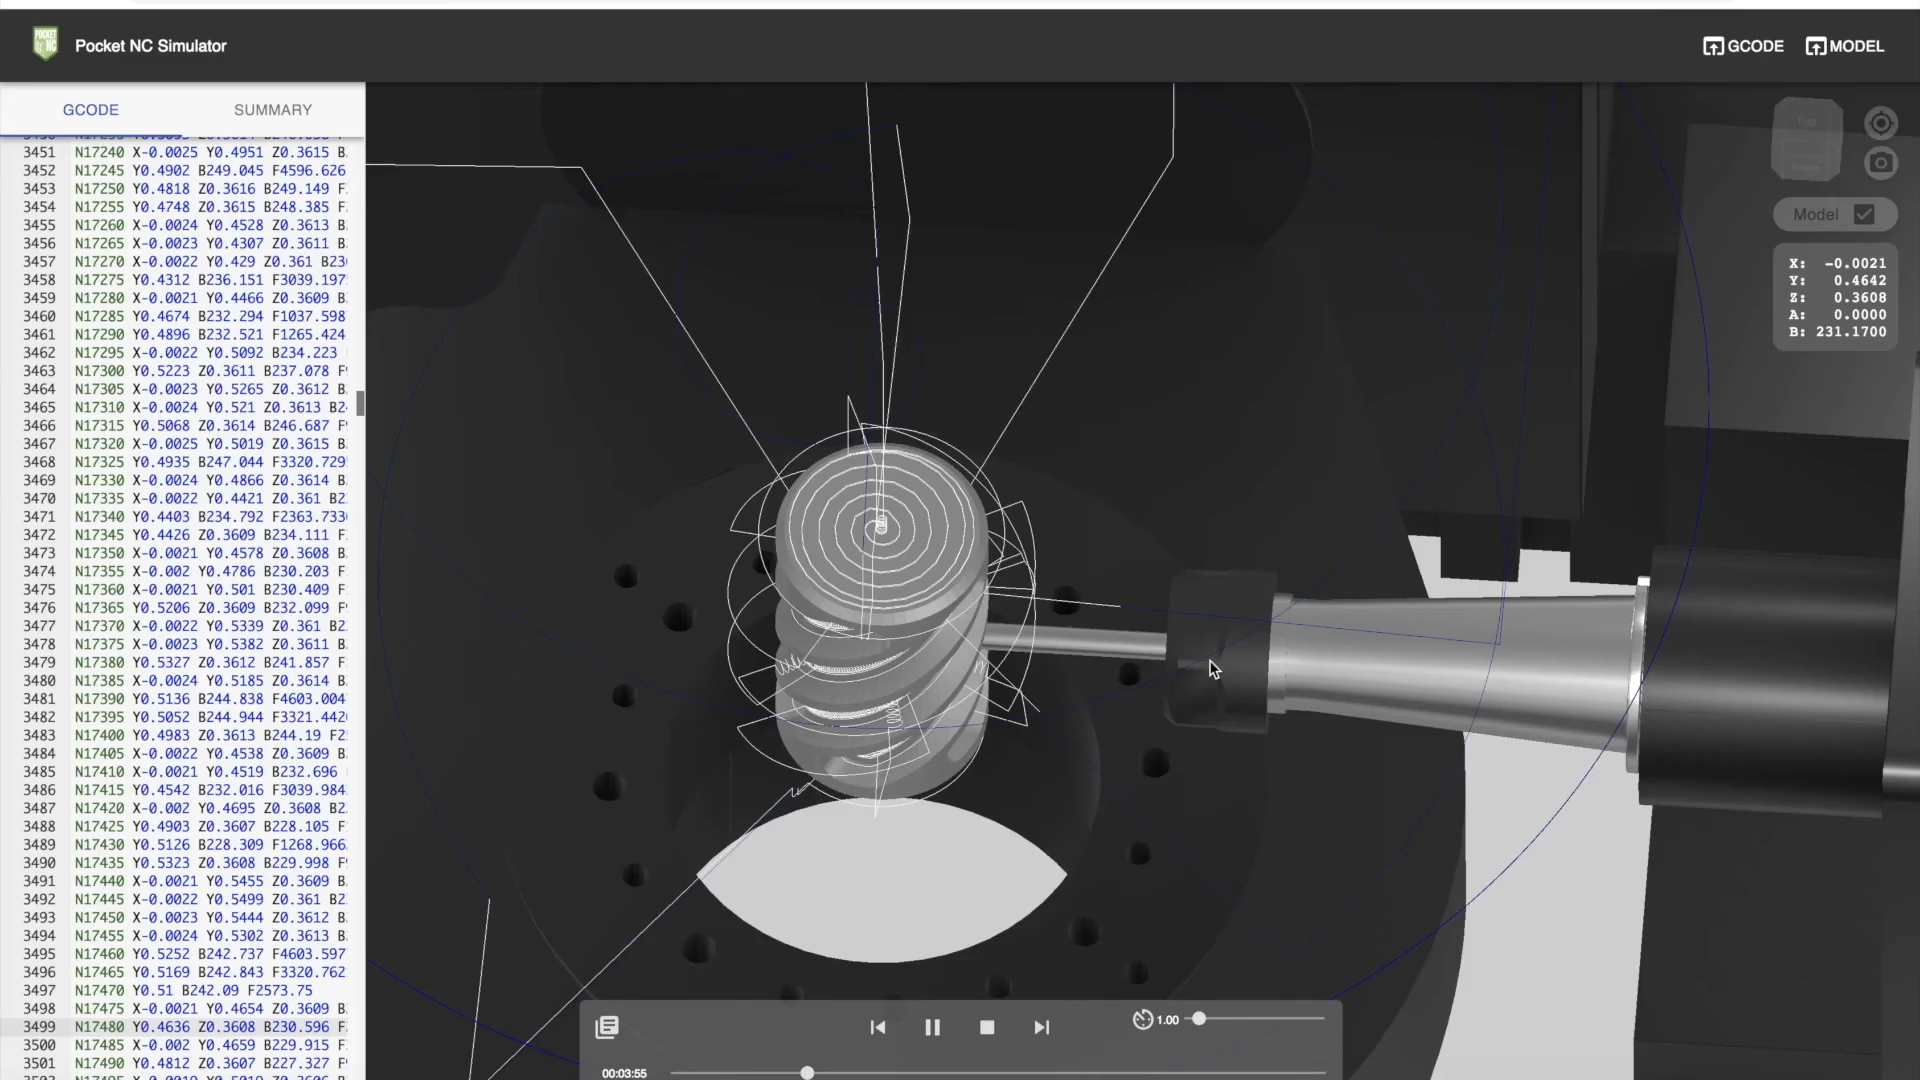 POCKET
NC
Pocket NC Simulator
GCODE
MODEL
GCODE
SUMMARY
3451 N17240 X-0.0025 Y0.4951 Z0.3615 B
3452 N17245 Y0.4902 B249.045 F4596.626
3453 N17250 Y0.4818 Z0.3616 B249.149 F
3454 N17255 Y0.4748 Z0.3615 B248.385 F
3455 N17260 X-0.0024 Y0.4528 Z0.3613 B
3456 N17265 X-0.0023 Y0.4307 Z0.3611 B
3457 N17270 X-0.0022 Y0.429 Z0.361 B23
3458 N17275 Y0.4312 B236.151 F3039.197
3459 N17280 X-0.0021 Y0.4466 Z0.3609 B
3460 N17285 Y0.4674 B232.294 F1037.598
3461 N17290 Y0.4896 B232.521 F1265.424
3462 N17295 X-0.0022 Y0.5092 B234.223
3463 N17300 Y0.5223 Z0.3611 B237.078 F
3464 N17305 X-0.0023 Y0.5265 Z0.3612 B
3465 N17310 X-0.0024 Y0.521 Z0.3613 B2
3466 N17315 Y0.5068 Z0.3614 B246.687 F
3467 N17320 X-0.0025 Y0.5019 Z0.3615 B
3468 N17325 Y0.4935 B247.044 F3320.729
3469 N17330 X-0.0024 Y0.4866 Z0.3614 B
3470 N17335 X-0.0022 Y0.4421 Z0.361 B2
3471 N17340 Y0.4403 B234.792 F2363.733
3472 N17345 Y0.4426 Z0.3609 B234.111 F
3473 N17350 X-0.0021 Y0.4578 Z0.3608 B
3474 N17355 X-0.002 Y0.4786 B230.203 F
3475 N17360 X-0.0021 Y0.501 B230.409 F
3476 N17365 Y0.5206 Z0.3609 B232.099 F
3477 N17370 X-0.0022 Y0.5339 Z0.361 B2
3478 N17375 X-0.0023 Y0.5382 Z0.3611 B
3479 N17380 Y0.5327 Z0.3612 B241.857 F
3480 N17385 X-0.0024 Y0.5185 Z0.3614 B
3481 N17390 Y0.5136 B244.838 F4603.004
3482 N17395 Y0.5052 B244.944 F3321.442
3483 N17400 Y0.4983 Z0.3613 B244.19 F2
3484 N17405 X-0.0022 Y0.4538 Z0.3609 B
3485 N17410 X-0.0021 Y0.4519 B232.696
3486 N17415 Y0.4542 B232.016 F3039.984
3487 N17420 X-0.002 Y0.4695 Z0.3608 B2
3488 N17425 Y0.4903 Z0.3607 B228.105 F
3489 N17430 Y0.5126 B228.309 F1268.966
3490 N17435 Y0.5323 Z0.3608 B229.998 F
3491 N17440 X-0.0021 Y0.5455 Z0.3609 B
3492 N17445 X-0.0022 Y0.5499 Z0.361 B2
3493 N17450 X-0.0023 Y0.5444 Z0.3612 B
3494 N17455 X-0.0024 Y0.5302 Z0.3613 B
3495 N17460 Y0.5252 B242.737 F4603.597
3496 N17465 Y0.5169 B242.843 F3320.762
3497 N17470 Y0.51 B242.09 F2573.75
3498 N17475 X-0.0021 Y0.4654 Z0.3609 B
3499 N17480 Y0.4636 Z0.3608 B230.596 F
3500 N17485 X-0.002 Y0.4659 B229.915 F
3501 N17490 Y0.4812 Z0.3607 B227.327 F
Top
Model
X: -0.0021
Y: 0.4642
Z: 0.3608
A: 0.0000
B: 231.1700
1.00
00:03:55